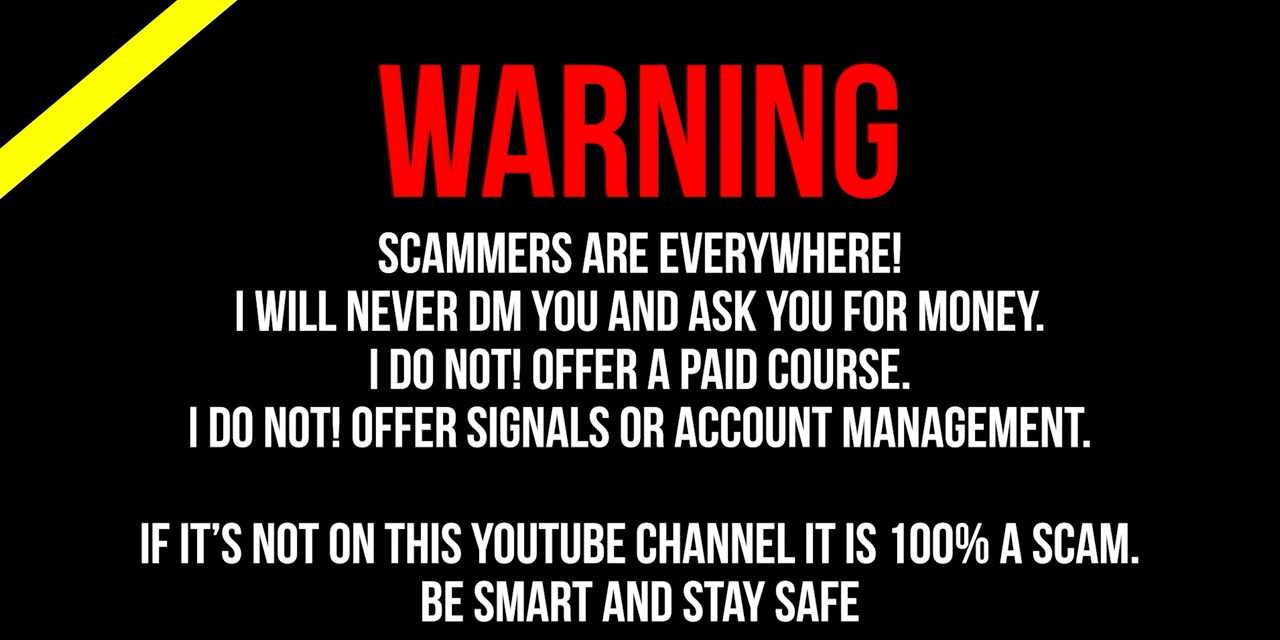 WARNING
SCAMMERS ARE EVERYWHERE!
I WILL NEVER DM YOU AND ASK YOU FOR MONEY.
I DO NOT! OFFER A PAID COURSE.
I DO NOT! OFFER SIGNALS OR ACCOUNT MANAGEMENT.
IF IT’S NOT ON THIS YOUTUBE CHANNEL IT IS 100% A SCAM.
BE SMART AND STAY SAFE